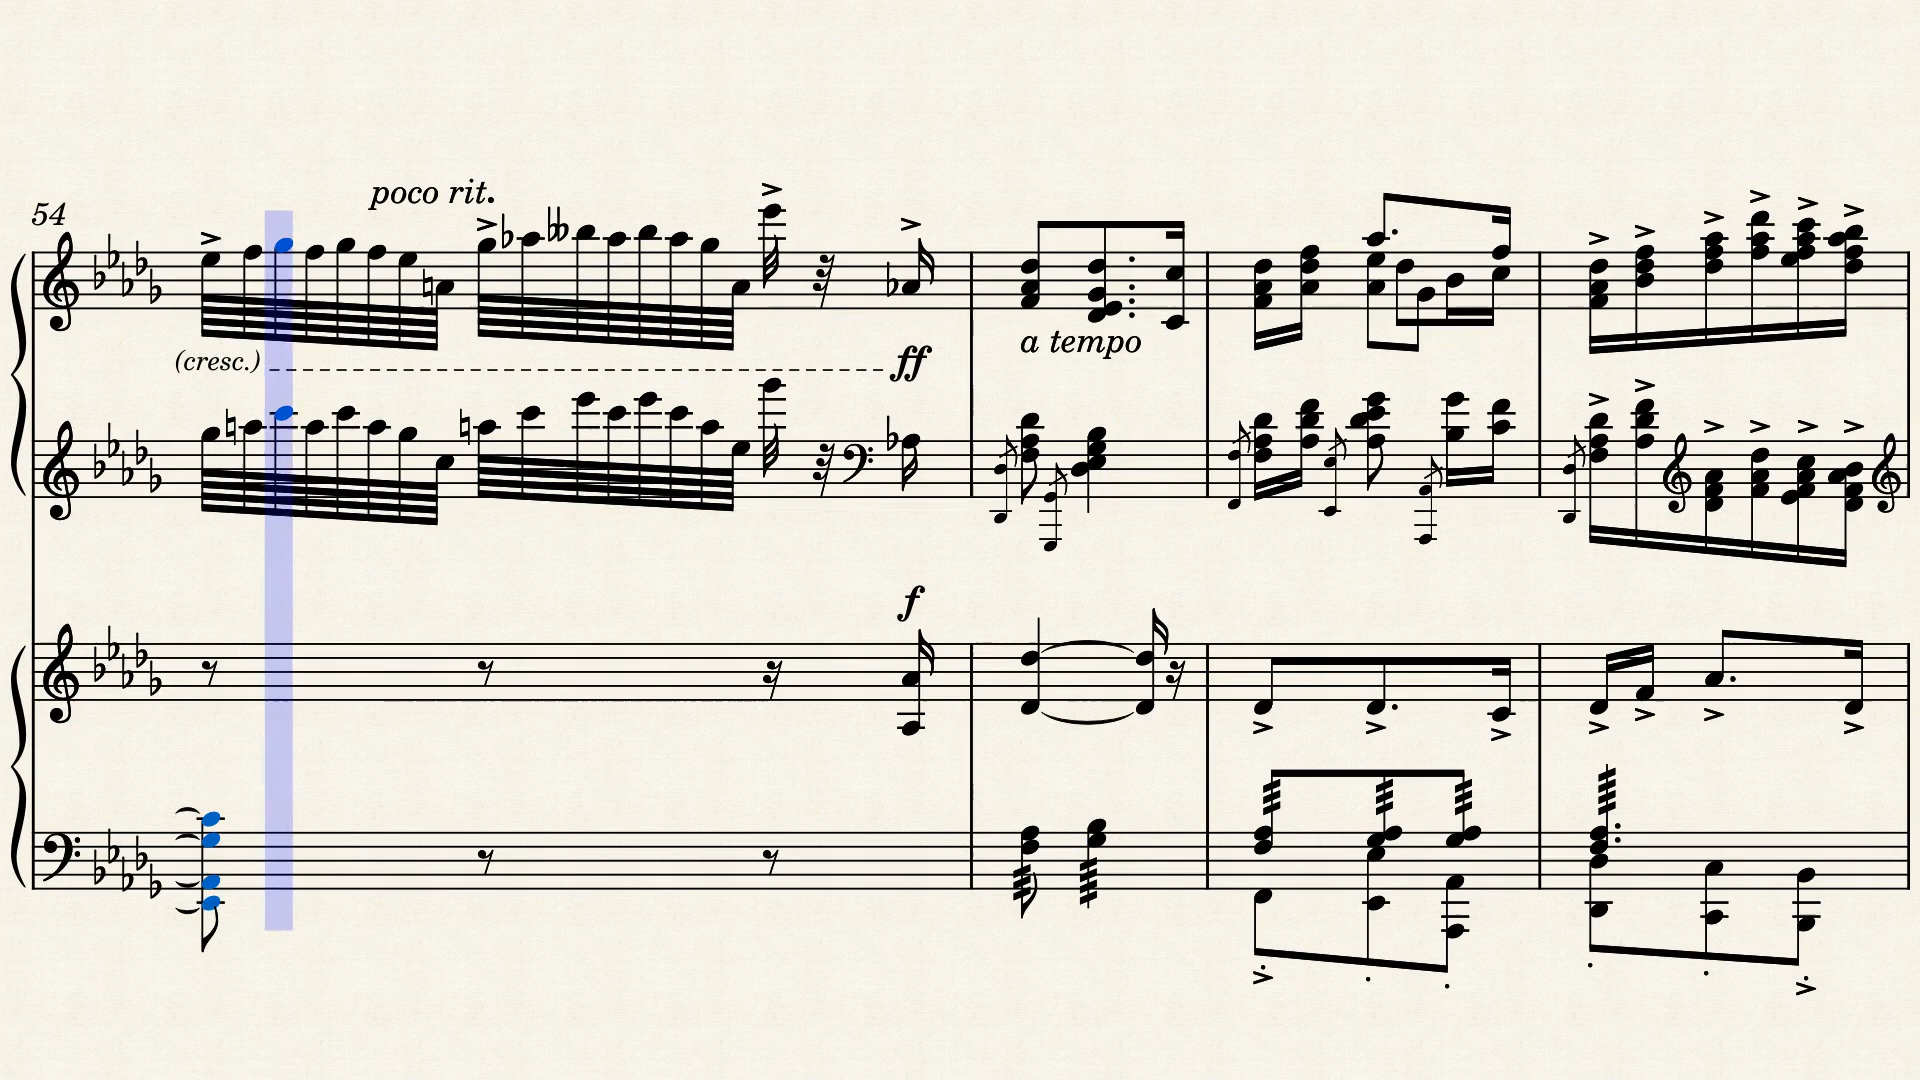 poco rit.
54
(cresc.)
ff
a tempo
f